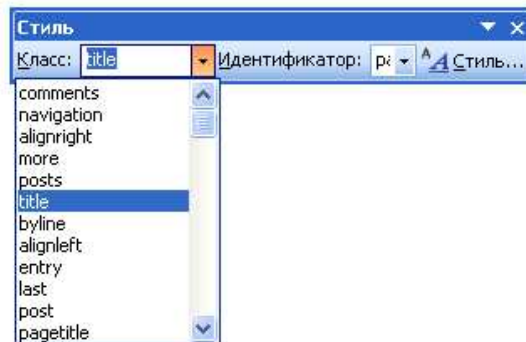 Стиль
Класс: title Идентификатор: Стиль...
comments
navigation
alignright
more
posts
title
byline
alignleft
entry
last
post
pagetitle